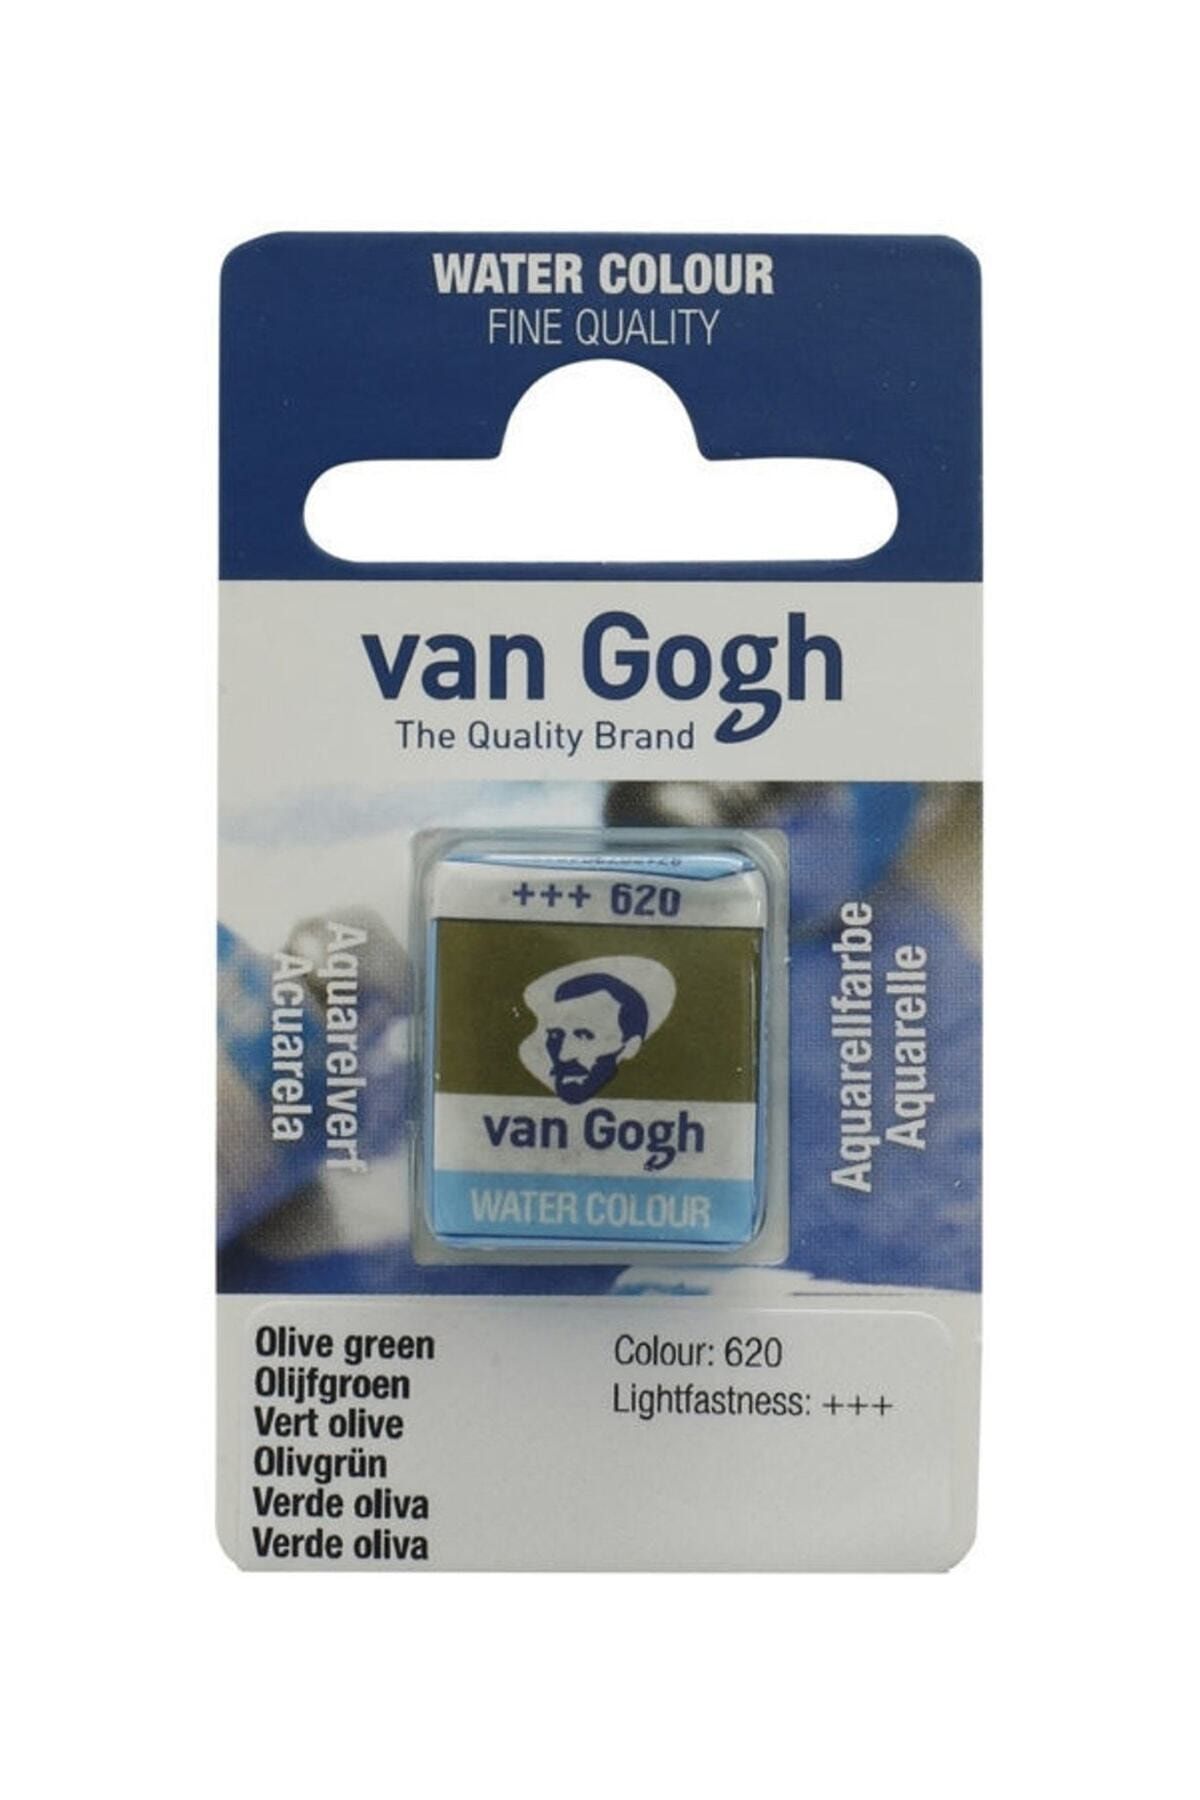 WATER COLOUR
FINE QUALITY
van Gogh
The Quality Brand
+++ 620
van Gogh
WATER COLOUR
Aquarelverf
Acuarela
Aquarellfarbe
Aquarelle
Olive green
Olijfgroen
Vert olive
Olivgrün
Verde oliva
Verde oliva
Colour: 620
Lightfastness: +++